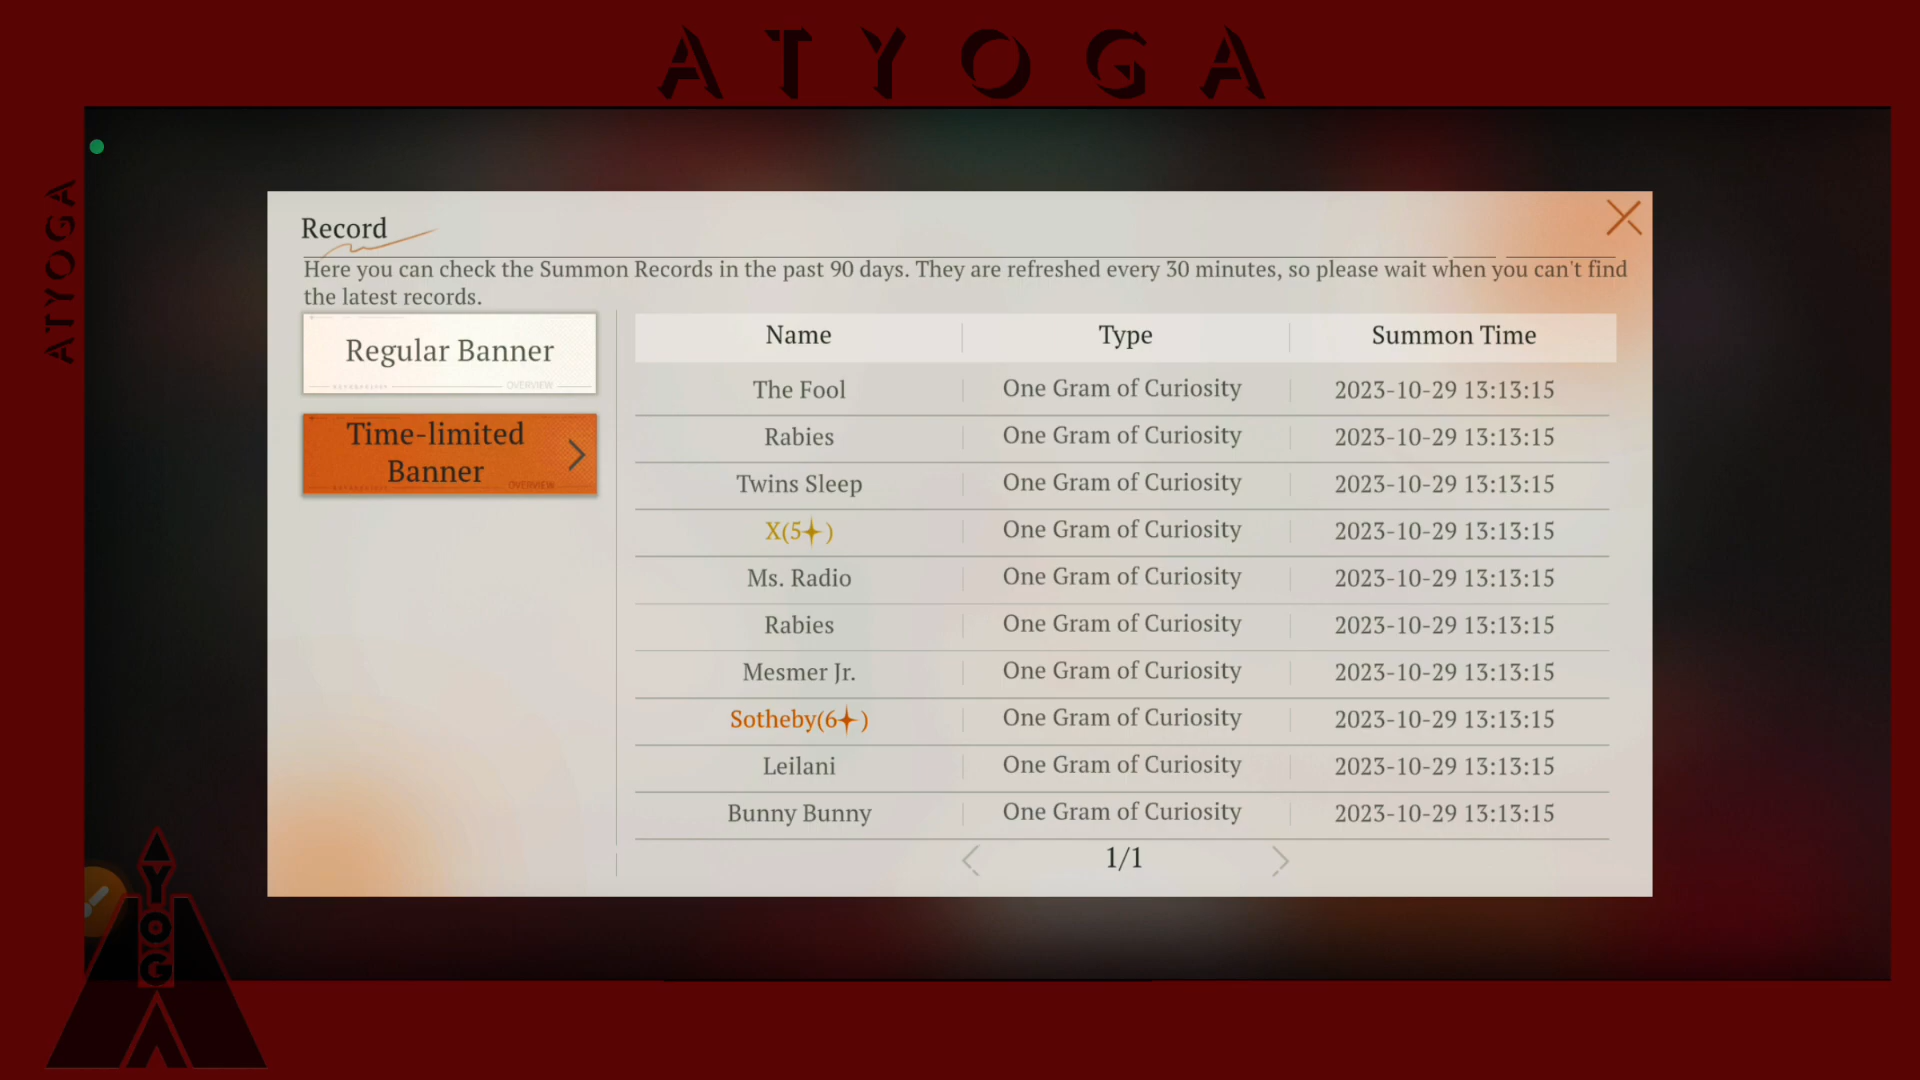 ATYOGA
ATYOGA
Record
Here you can check the Summon Records in the past 90 days. They are refreshed every 30 minutes, so please wait when you can't find
the latest records.
Regular Banner
OVERVIEW
Time-limited
Banner
OVERVIEW
Name Type Summon Time
The Fool One Gram of Curiosity 2023-10-29 13:13:15
Rabies One Gram of Curiosity 2023-10-29 13:13:15
Twins Sleep One Gram of Curiosity 2023-10-29 13:13:15
X(5✦) One Gram of Curiosity 2023-10-29 13:13:15
Ms. Radio One Gram of Curiosity 2023-10-29 13:13:15
Rabies One Gram of Curiosity 2023-10-29 13:13:15
Mesmer Jr. One Gram of Curiosity 2023-10-29 13:13:15
Sotheby(6✦) One Gram of Curiosity 2023-10-29 13:13:15
Leilani One Gram of Curiosity 2023-10-29 13:13:15
Bunny Bunny One Gram of Curiosity 2023-10-29 13:13:15
1/1
ATYOGA